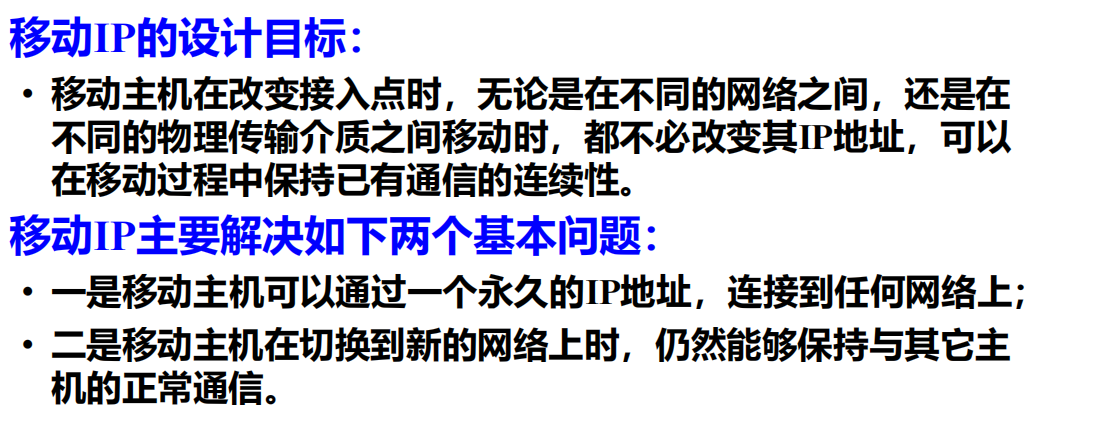 移动IP的设计目标：
• 移动主机在改变接入点时，无论是在不同的网络之间，还是在
不同的物理传输介质之间移动时，都不必改变其IP地址，可以
在移动过程中保持已有通信的连续性。
移动IP主要解决如下两个基本问题：
• 一是移动主机可以通过一个永久的IP地址，连接到任何网络上；
• 二是移动主机在切换到新的网络上时，仍然能够保持与其它主
机的正常通信。